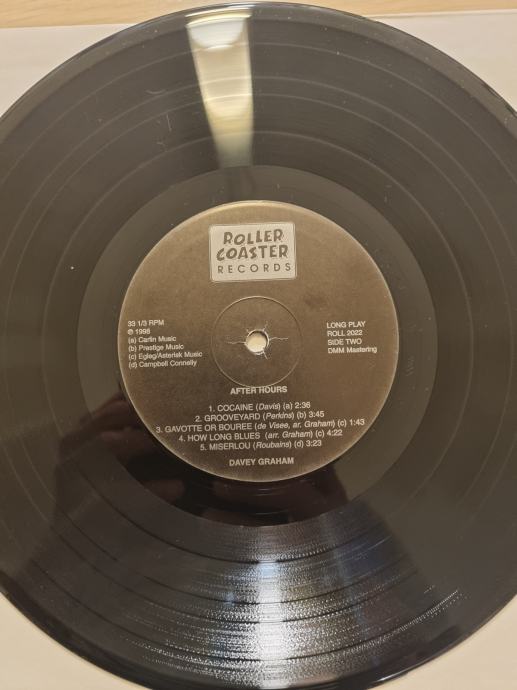 ROLLER
COASTER
RECORDS
33 1/3 RPM
℗ 1998
(a) Carlin Music
(b) Prestige Music
(c) Egleg/Asterisk Music
(d) Campbell Connelly
LONG PLAY
ROLL 2022
SIDE TWO
DMM Mastering
AFTER HOURS
1. COCAINE (Davis) (a) 2:36
2. GROOVEYARD (Perkins) (b) 3:45
3. GAVOTTE OR BOUREE (de Visee, arr. Graham) (c) 1:43
4. HOW LONG BLUES (arr. Graham) (c) 4:22
5. MISERLOU (Roubains) (d) 3:23
DAVEY GRAHAM